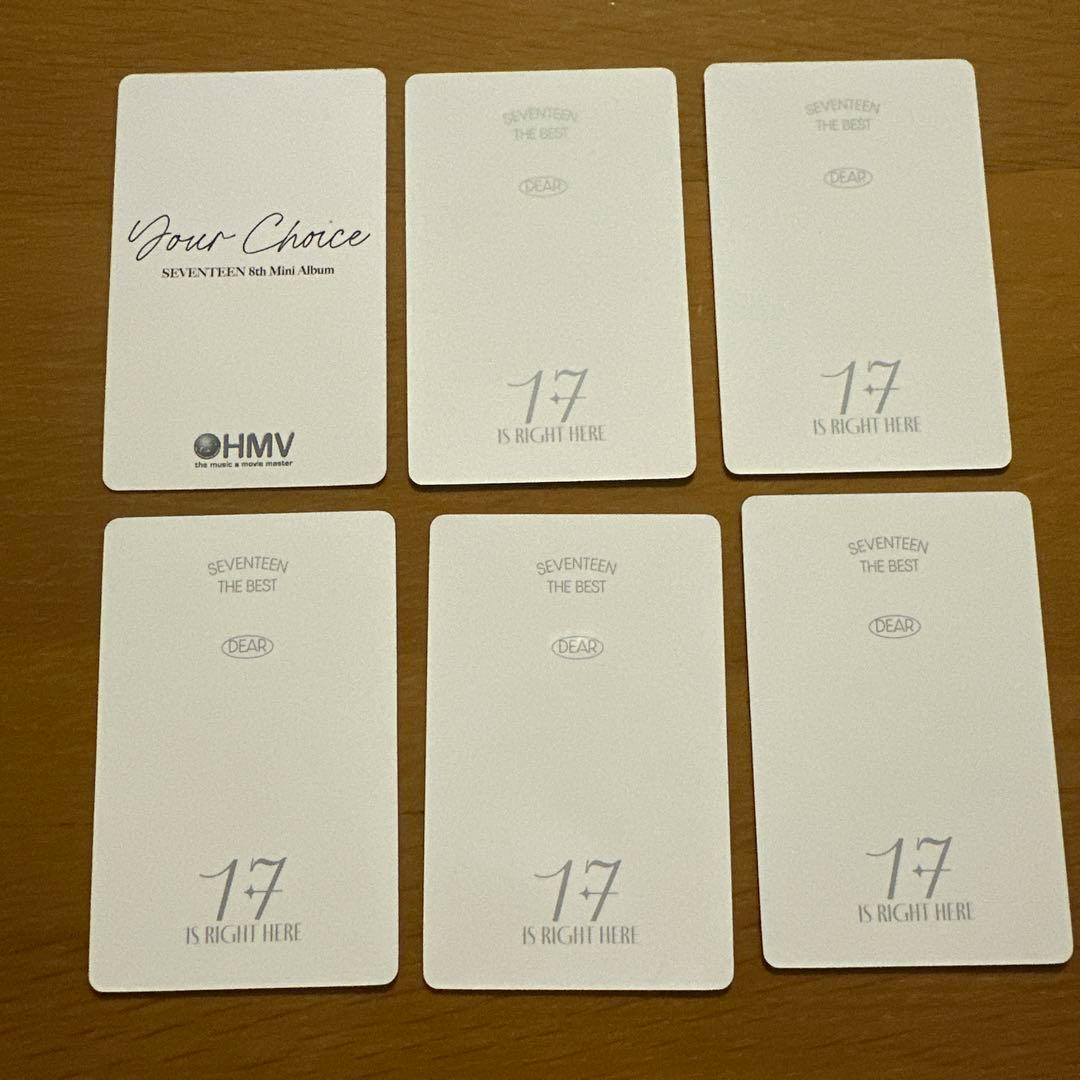 Your Choice
SEVENTEEN 8th Mini Album
HMV
the music & movie master
SEVENTEEN
THE BEST
DEAR
17
IS RIGHT HERE
SEVENTEEN
THE BEST
DEAR
17
IS RIGHT HERE
SEVENTEEN
THE BEST
DEAR
17
IS RIGHT HERE
SEVENTEEN
THE BEST
DEAR
17
IS RIGHT HERE
SEVENTEEN
THE BEST
DEAR
17
IS RIGHT HERE